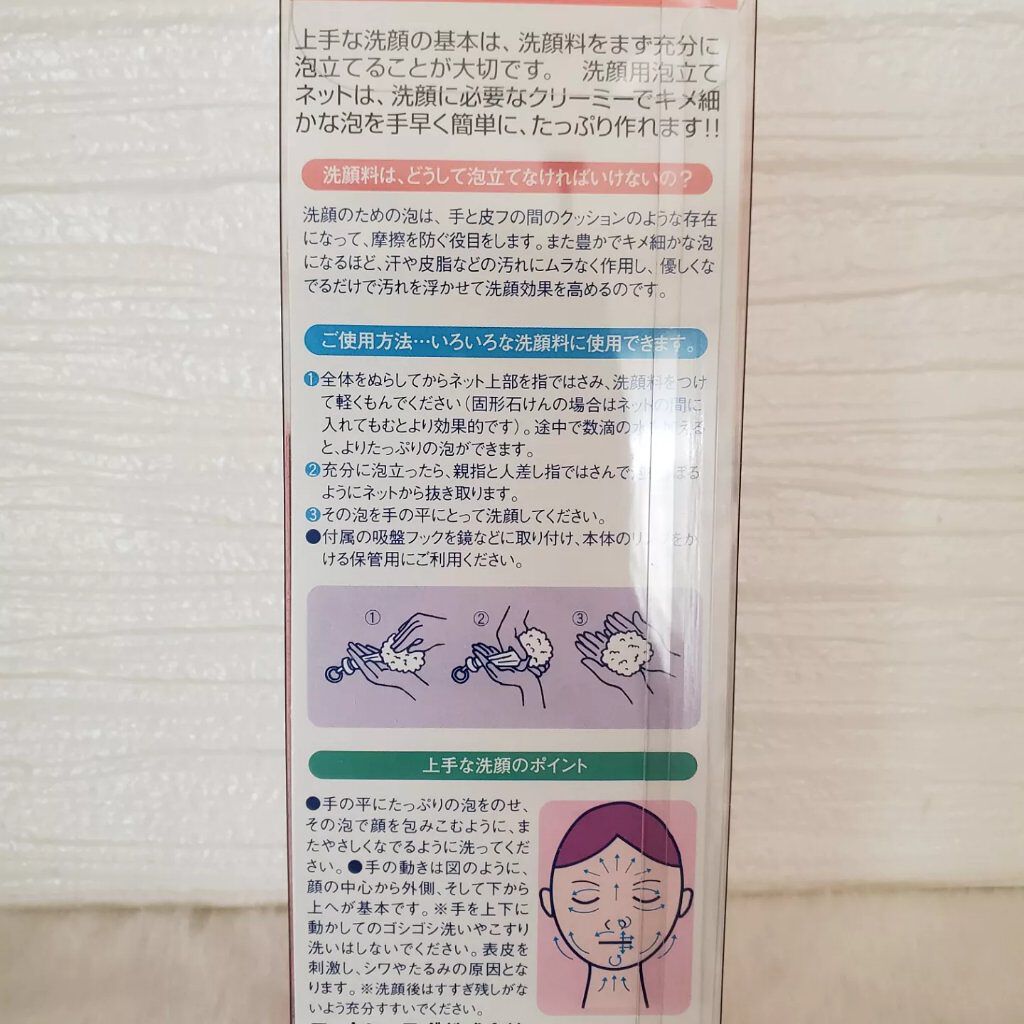 上手な洗顔の基本は、洗顔料をまず充分に
泡立てることが大切です。 洗顔用泡立て
ネットは、洗顔に必要なクリーミーでキメ細
かな泡を手早く簡単に、たっぷり作れます!!
洗顔料は、どうして泡立てなければいけないの?
洗顔のための泡は、手と皮フの間のクッションのような存在
になって、摩擦を防ぐ役目をします。また豊かでキメ細かな泡
になるほど、汗や皮脂などの汚れにムラなく作用し、優しくな
でるだけで汚れを浮かせて洗顔効果を高めるのです。
ご使用方法…いろいろな洗顔料に使用できます。
①全体をぬらしてからネット上部を指ではさみ、洗顔料をつけ
て軽くもんでください(固形石けんの場合はネットの間に
入れてもむとより効果的です)。途中で数滴の水を加える
と、よりたっぷりの泡ができます。
②充分に泡立ったら、親指と人差し指ではさんで
ようにネットから抜き取ります。
③その泡を手の平にとって洗顔してください。
●付属の吸盤フックを鏡などに取り付け、本体のリングをか
ける保管用にご利用ください。
① ② ③
上手な洗顔のポイント
●手の平にたっぷりの泡をのせ、
その泡で顔を包みこむように、ま
たやさしくなでるように洗ってくだ
さい。●手の動きは図のように、
顔の中心から外側、そして下から
上へが基本です。※手を上下に
動かしてのゴシゴシ洗いやこすり
洗いはしないでください。表皮を
刺激し、シワやたるみの原因とな
ります。※洗顔後はすすぎ残しがな
いよう充分すすいでください。